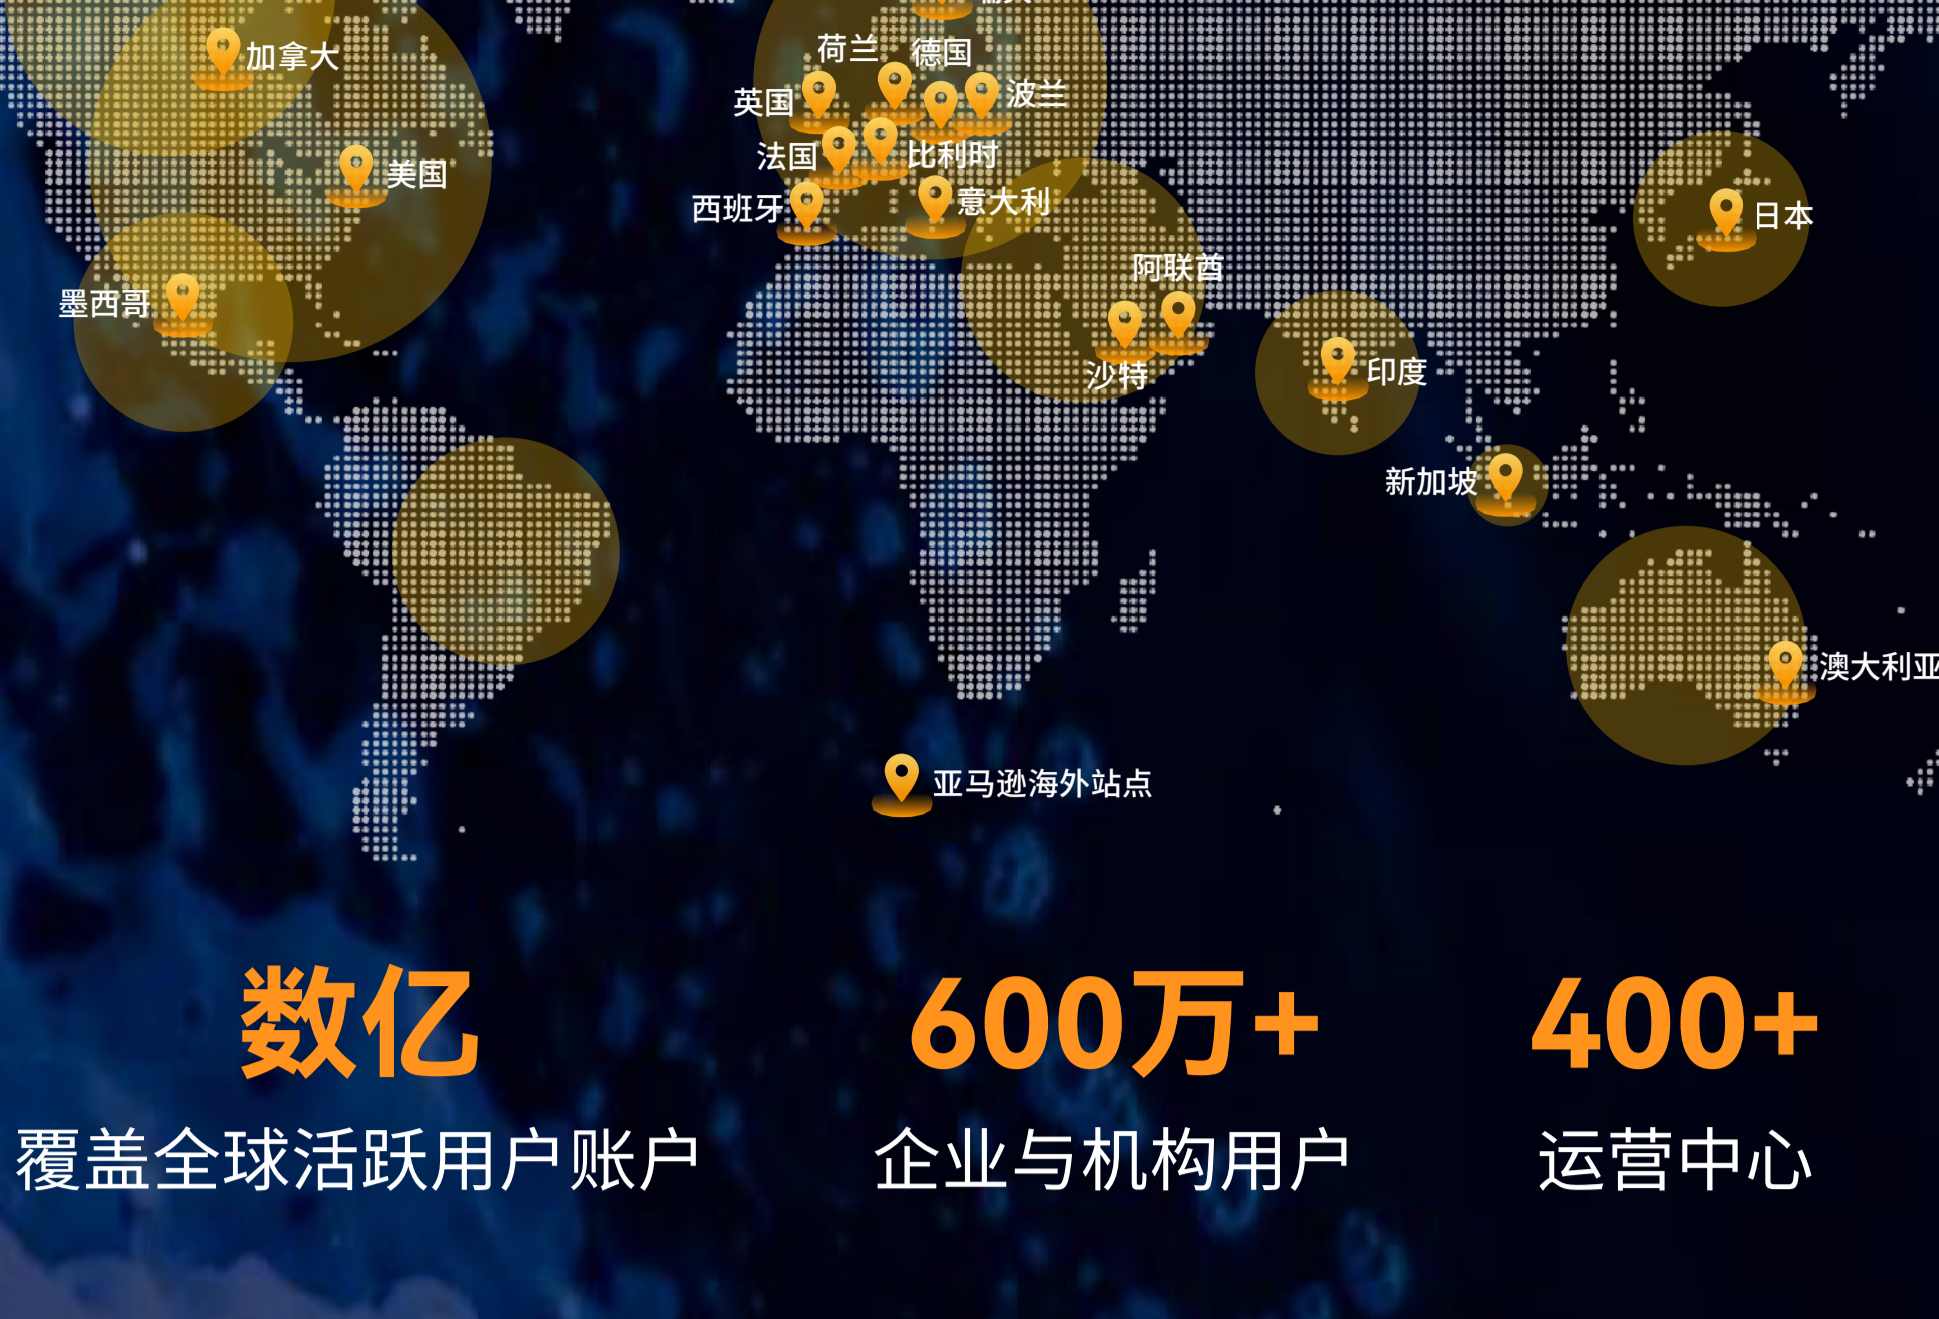 加拿大
荷兰
德国
英国
波兰
法国
比利时
美国
西班牙
意大利
日本
阿联酋
墨西哥
沙特
印度
新加坡
澳大利亚
亚马逊海外站点
数亿
600万+
400+
覆盖全球活跃用户账户
企业与机构用户
运营中心